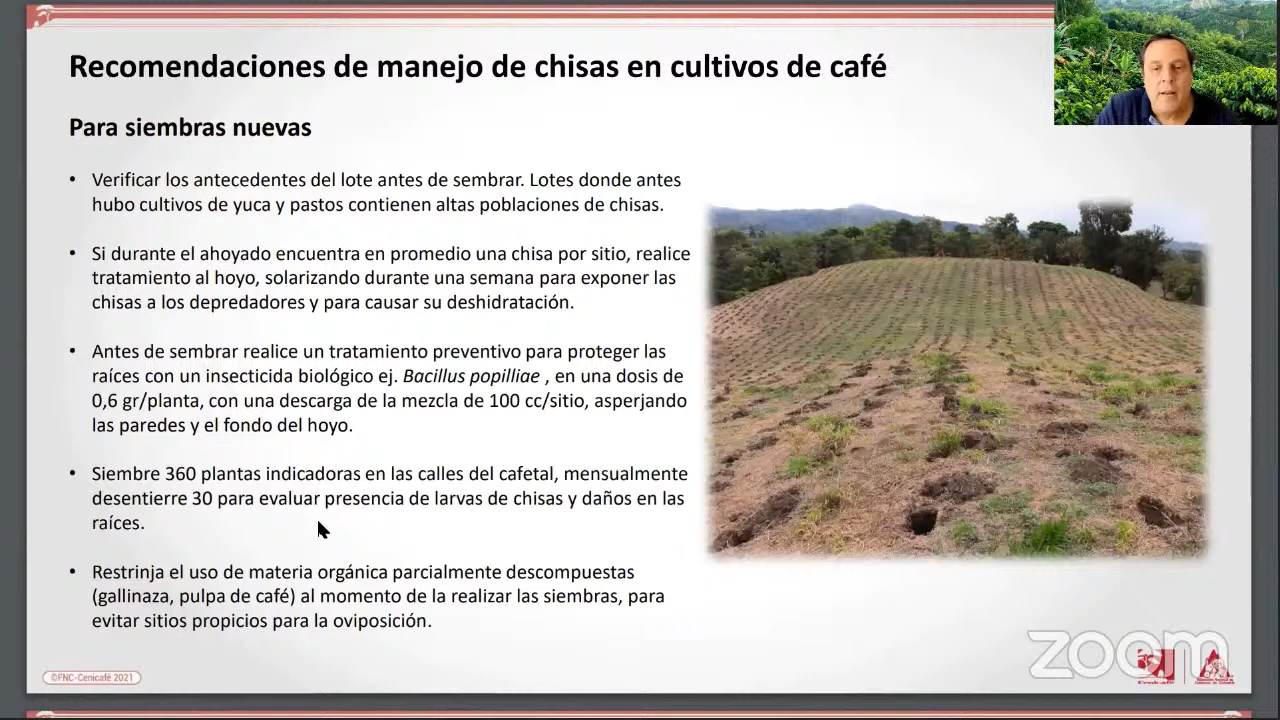 Recomendaciones de manejo de chisas en cultivos de café
Para siembras nuevas
• Verificar los antecedentes del lote antes de sembrar. Lotes donde antes
hubo cultivos de yuca y pastos contienen altas poblaciones de chisas.
• Si durante el ahoyado encuentra en promedio una chisa por sitio, realice
tratamiento al hoyo, solarizando durante una semana para exponer las
chisas a los depredadores y para causar su deshidratación.
• Antes de sembrar realice un tratamiento preventivo para proteger las
raíces con un insecticida biológico ej. Bacillus popilliae , en una dosis de
0,6 gr/planta, con una descarga de la mezcla de 100 cc/sitio, asperjando
las paredes y el fondo del hoyo.
• Siembre 360 plantas indicadoras en las calles del cafetal, mensualmente
desentierre 30 para evaluar presencia de larvas de chisas y daños en las
raíces.
• Restrinja el uso de materia orgánica parcialmente descompuestas
(gallinaza, pulpa de café) al momento de la realizar las siembras, para
evitar sitios propicios para la oviposición.
©FNC-Cenicafé 2021
zoom
Cenicafé